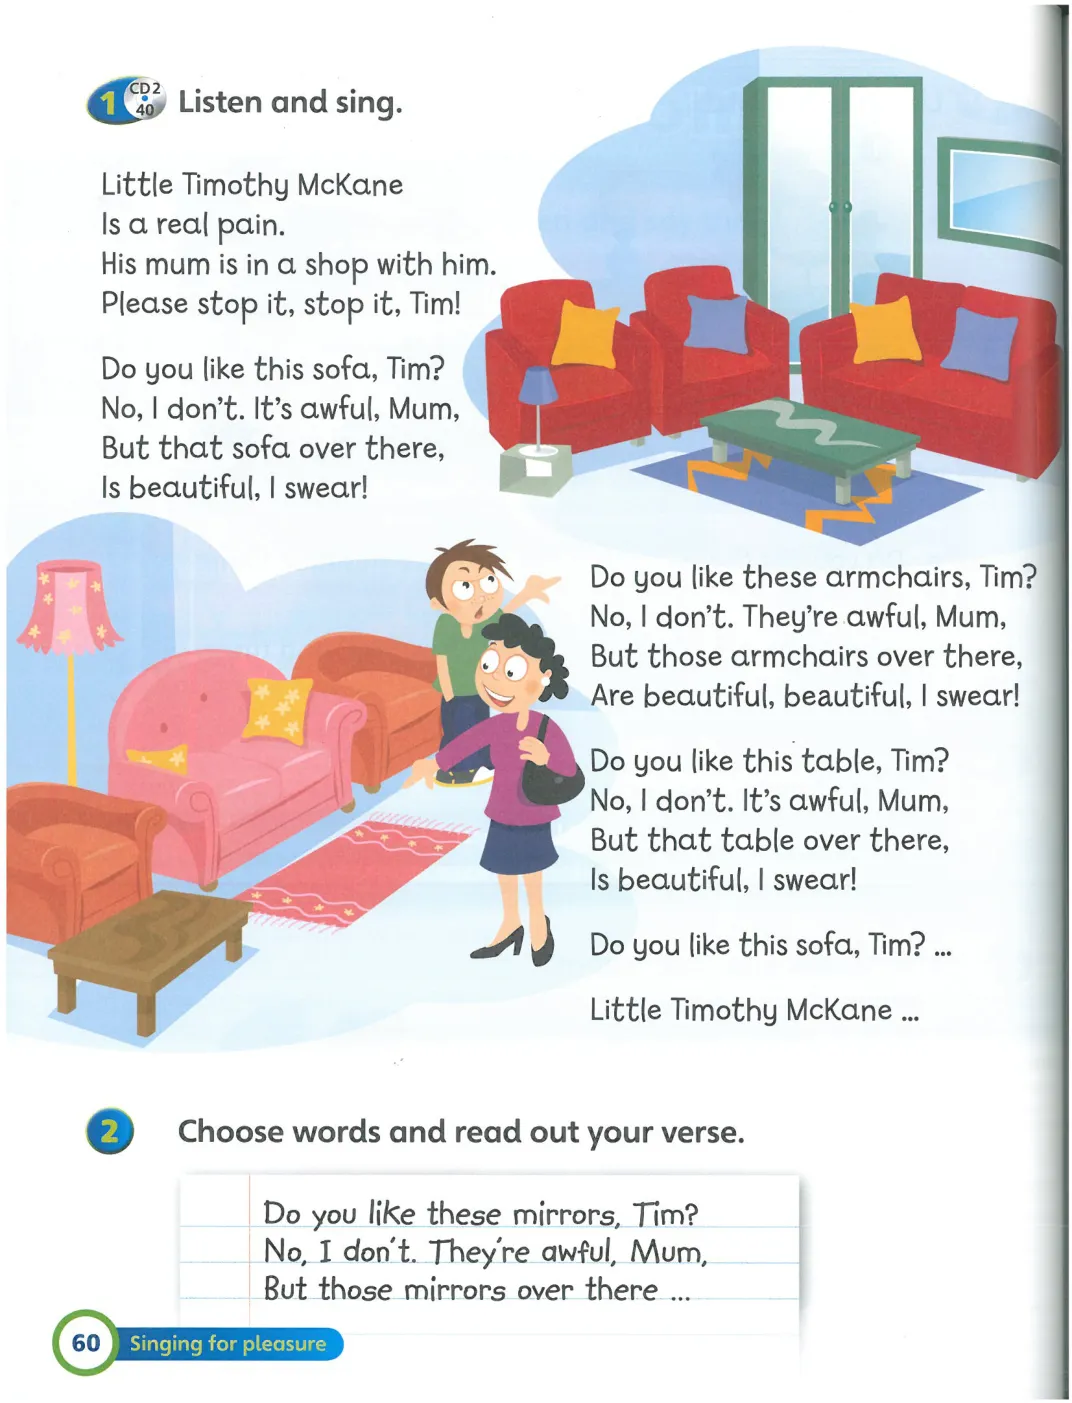 1 CD2 40 Listen and sing.
Little Timothy McKane
Is a real pain.
His mum is in a shop with him.
Please stop it, stop it, Tim!
Do you like this sofa, Tim?
No, I don't. It's awful, Mum,
But that sofa over there,
Is beautiful, I swear!
Do you like these armchairs, Tim?
No, I don't. They're awful, Mum,
But those armchairs over there,
Are beautiful, beautiful, I swear!
Do you like this table, Tim?
No, I don't. It's awful, Mum,
But that table over there,
Is beautiful, I swear!
Do you like this sofa, Tim? ...
Little Timothy McKane ...
2 Choose words and read out your verse.
Do you like these mirrors, Tim?
No, I don't. They're awful, Mum,
But those mirrors over there ...
60 Singing for pleasure